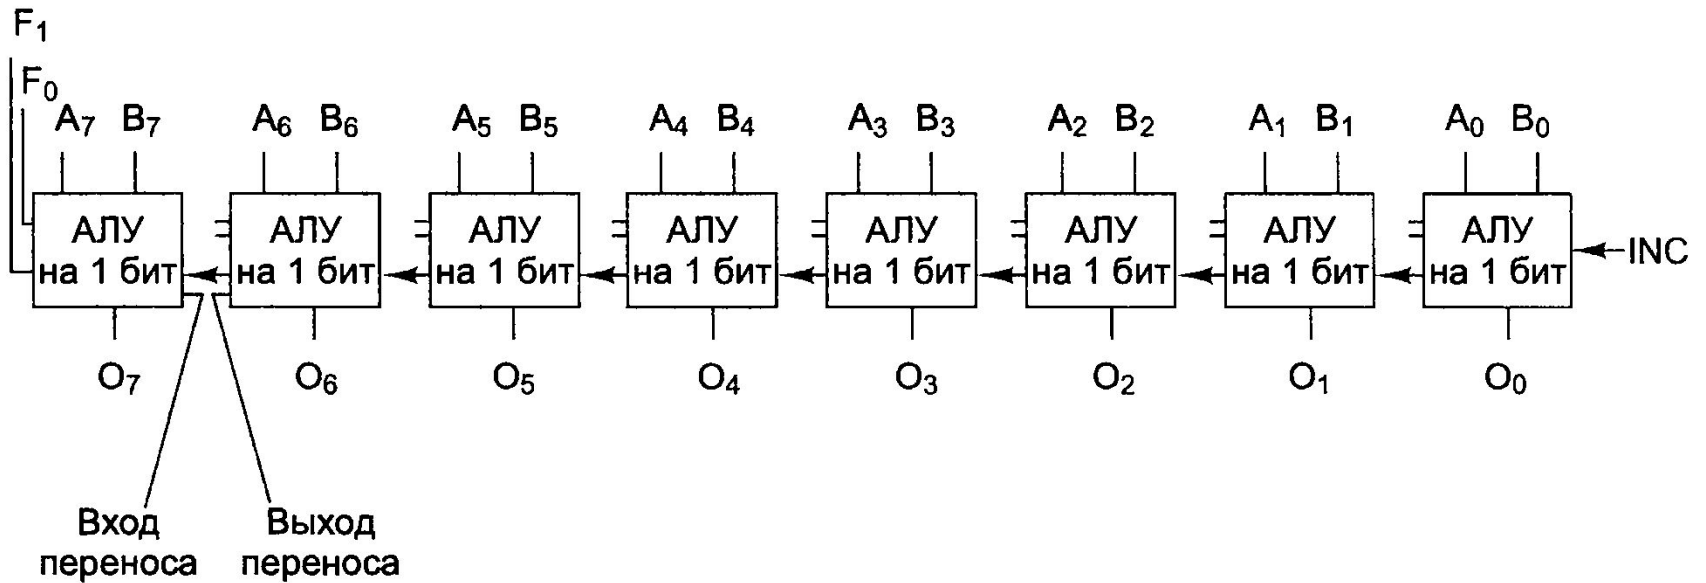 F₁
F₀
A₇ B₇ A₆ B₆ A₅ B₅ A₄ B₄ A₃ B₃ A₂ B₂ A₁ B₁ A₀ B₀
АЛУ АЛУ АЛУ АЛУ АЛУ АЛУ АЛУ АЛУ
на 1 бит на 1 бит на 1 бит на 1 бит на 1 бит на 1 бит на 1 бит на 1 бит INC
O₇ O₆ O₅ O₄ O₃ O₂ O₁ O₀
Вход Выход
переноса переноса